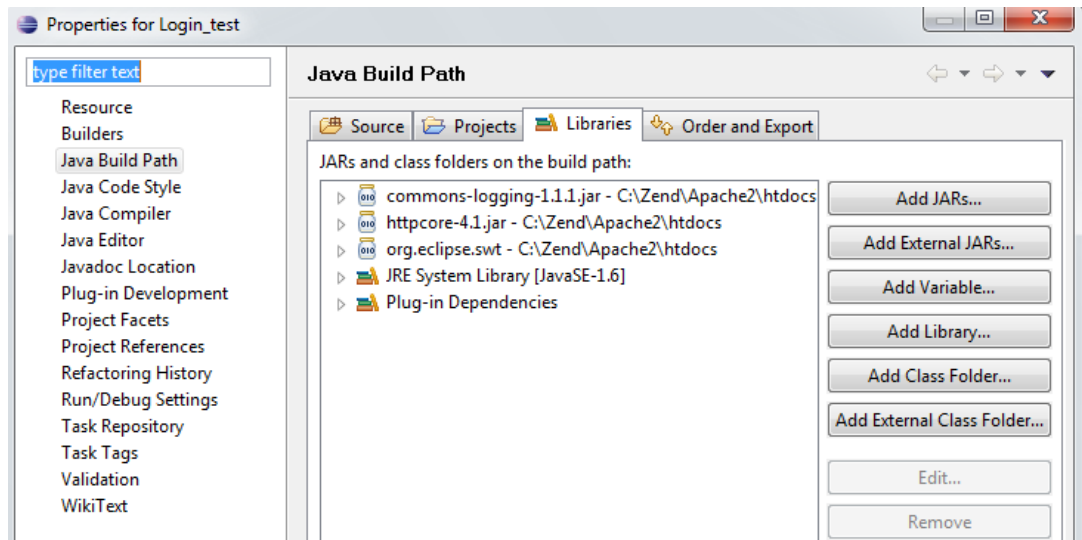 Properties for Login_test
type filter text
Resource
Builders
Java Build Path
Java Code Style
Java Compiler
Java Editor
Javadoc Location
Plug-in Development
Project Facets
Project References
Refactoring History
Run/Debug Settings
Task Repository
Task Tags
Validation
WikiText
Java Build Path
Source Projects Libraries Order and Export
JARs and class folders on the build path:
commons-logging-1.1.1.jar - C:\Zend\Apache2\htdocs
httpcore-4.1.jar - C:\Zend\Apache2\htdocs
org.eclipse.swt - C:\Zend\Apache2\htdocs
JRE System Library [JavaSE-1.6]
Plug-in Dependencies
Add JARs...
Add External JARs...
Add Variable...
Add Library...
Add Class Folder...
Add External Class Folder...
Edit...
Remove